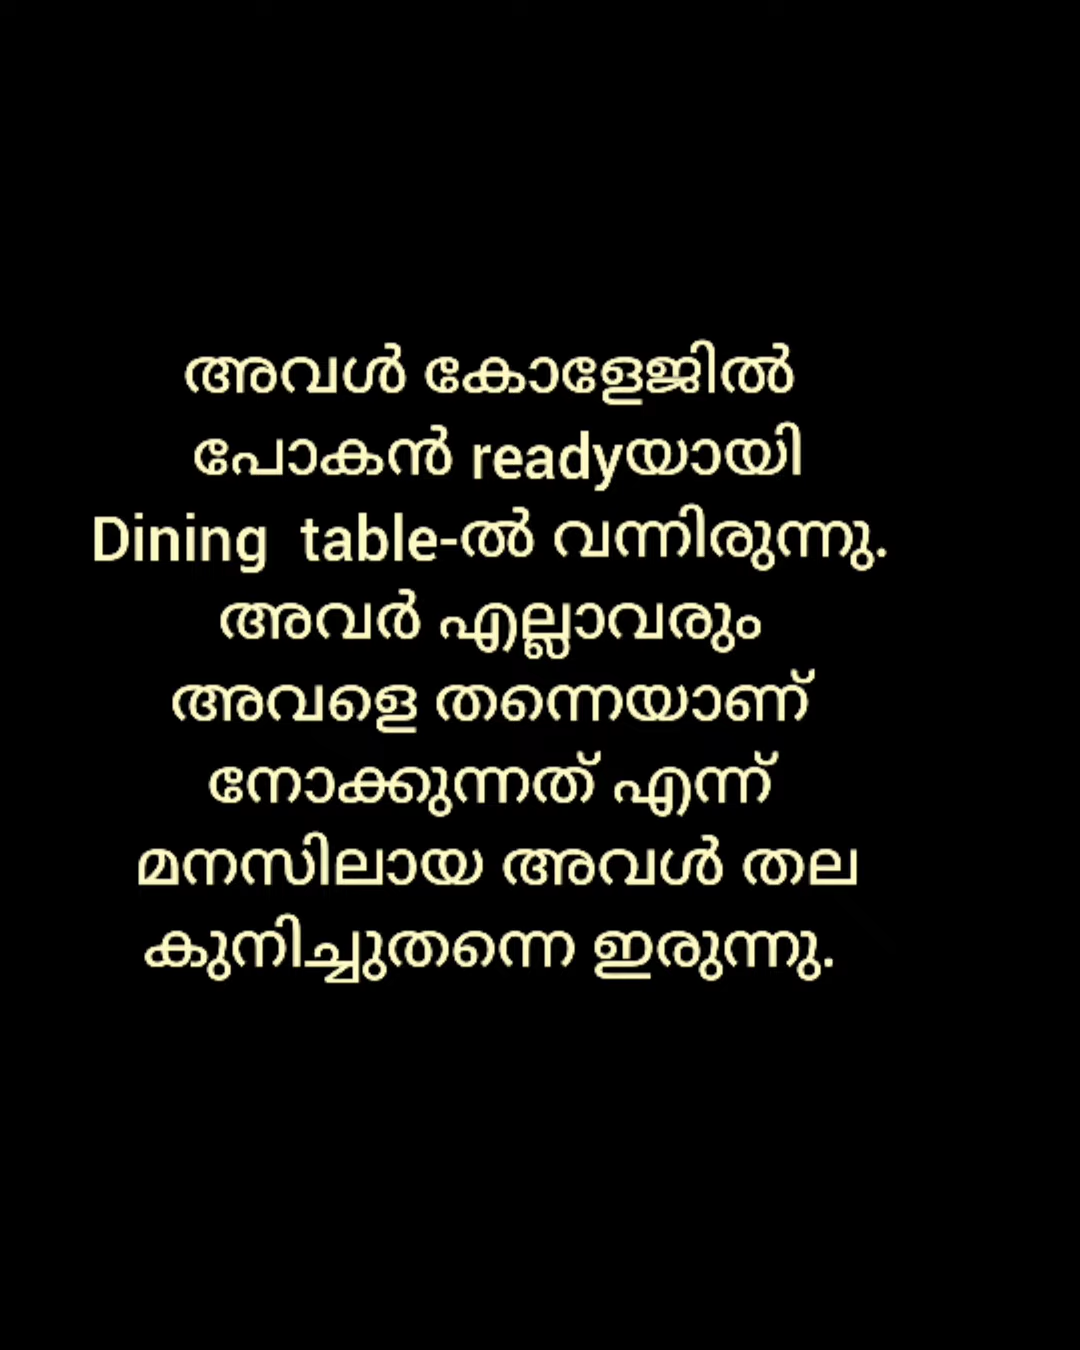 അവൾ കോളേജിൽ
പോകൻ readyയായി
Dining table-ൽ വന്നിരുന്നു.
അവർ എല്ലാവരും
അവളെ തന്നെയാണ്
നോക്കുന്നത് എന്ന്
മനസിലായ അവൾ തല
കുനിച്ചുതന്നെ ഇരുന്നു.